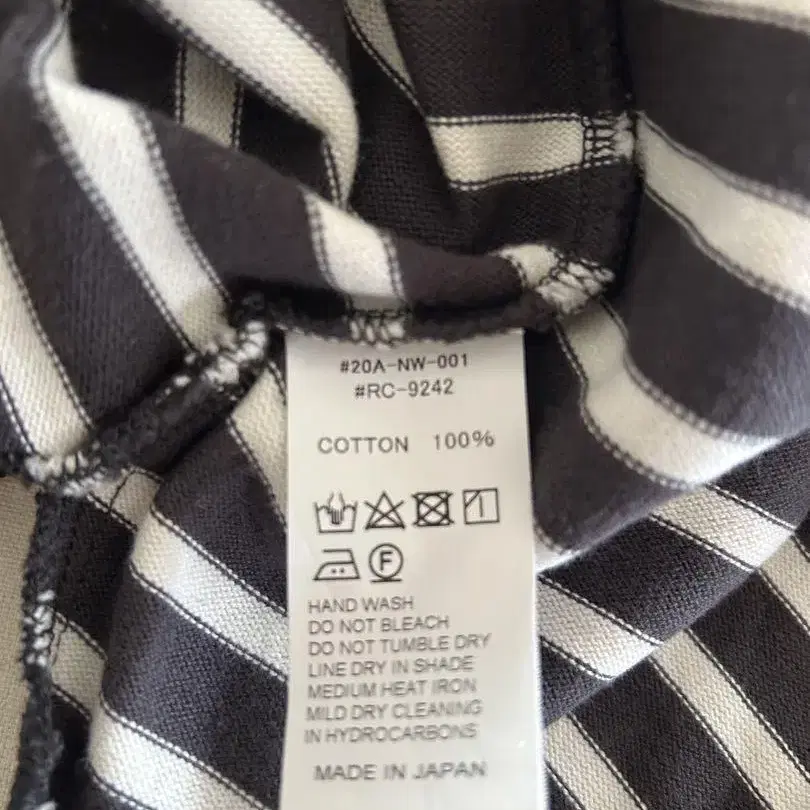 #20A-NW-001
#RC-9242
COTTON 100%
F
HAND WASH
DO NOT BLEACH
DO NOT TUMBLE DRY
LINE DRY IN SHADE
MEDIUM HEAT IRON
MILD DRY CLEANING
IN HYDROCARBONS
MADE IN JAPAN